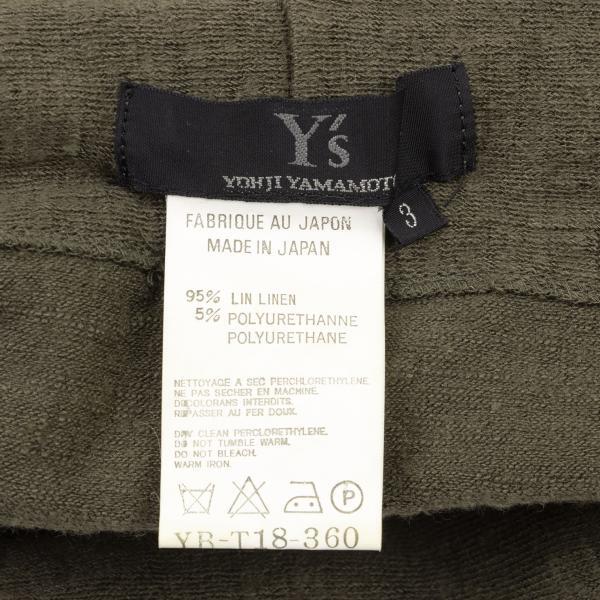 Y's
YOHJI YAMAMOTO
3
FABRIQUE AU JAPON
MADE IN JAPAN
95% LIN LINEN
5% POLYURETHANNE
POLYURETHANE
NETTOYAGE A SEC PERCHLORETHYLENE.
NE PAS SECHER EN MACHINE.
DECOLORANS INTERDITS.
REPASSER AU FER DOUX.
DRY CLEAN PERCLORETHYLENE.
DO NOT TUMBLE WARM.
DO NOT BLEACH.
WARM IRON.
P
YR-T18-360